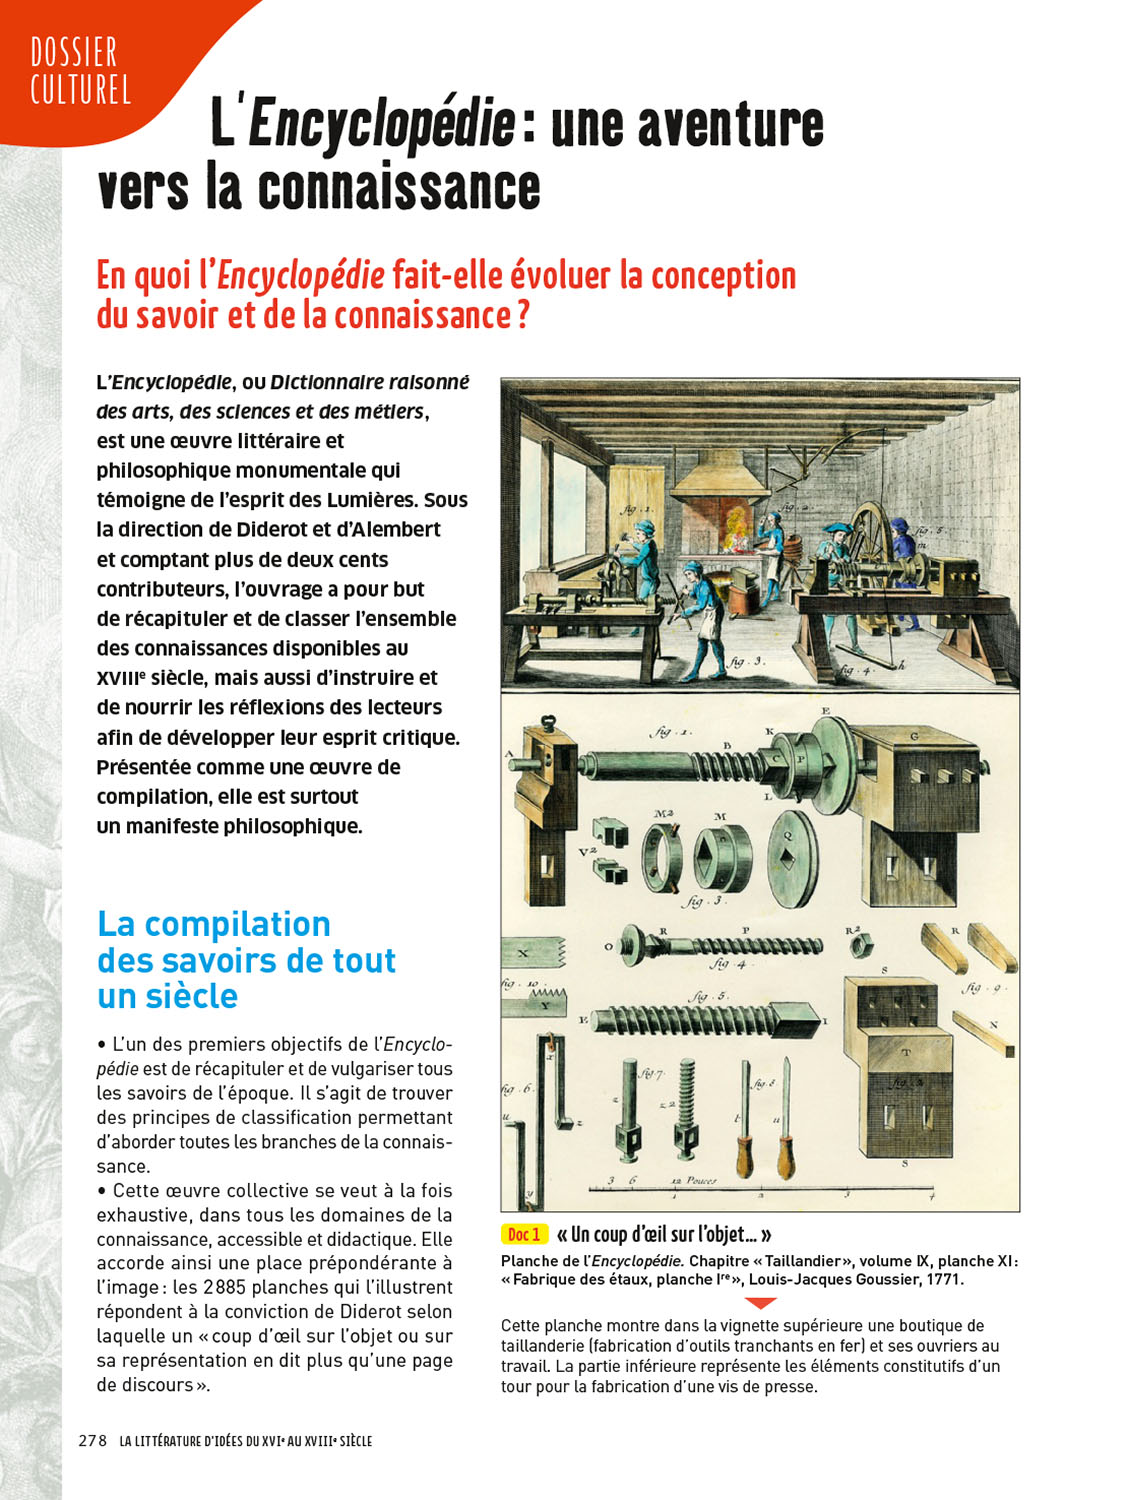 DOSSIER
CULTUREL
L'Encyclopédie : une aventure
vers la connaissance
En quoi l'Encyclopédie fait-elle évoluer la conception
du savoir et de la connaissance ?
L'Encyclopédie, ou Dictionnaire raisonné
des arts, des sciences et des métiers,
est une œuvre littéraire et
philosophique monumentale qui
témoigne de l'esprit des Lumières. Sous
la direction de Diderot et d'Alembert
et comptant plus de deux cents
contributeurs, l'ouvrage a pour but
de récapituler et de classer l'ensemble
des connaissances disponibles au
XVIIIe siècle, mais aussi d'instruire et
de nourrir les réflexions des lecteurs
afin de développer leur esprit critique.
Présentée comme une œuvre de
compilation, elle est surtout
un manifeste philosophique.
La compilation
des savoirs de tout
un siècle
• L'un des premiers objectifs de l'Encyclo-
pédie est de récapituler et de vulgariser tous
les savoirs de l'époque. Il s'agit de trouver
des principes de classification permettant
d'aborder toutes les branches de la connais-
sance.
• Cette œuvre collective se veut à la fois
exhaustive, dans tous les domaines de la
connaissance, accessible et didactique. Elle
accorde ainsi une place prépondérante à
l'image : les 2 885 planches qui l'illustrent
répondent à la conviction de Diderot selon
laquelle un « coup d'œil sur l'objet ou sur
sa représentation en dit plus qu'une page
de discours ».
fig. 1.
fig. 2.
fig. 5.
m
fig. 3.
fig. 4.
h
fig. 1.
A
B
K
C
P
L
E
G
M2
M
Q
V2
fig. 3.
X
O
R
P
R2
R
fig. 4.
S
fig. 10.
Y
fig. 9.
fig. 5.
E
I
N
T
x
fig. 6.
fig. 7.
fig. 8
z
z2
t
u
u
z
S
y
3 6 12 Pouces
1 2 3 4
Doc 1 « Un coup d'œil sur l'objet... »
Planche de l'Encyclopédie. Chapitre « Taillandier », volume IX, planche XI :
« Fabrique des étaux, planche Ire », Louis-Jacques Goussier, 1771.
Cette planche montre dans la vignette supérieure une boutique de
taillanderie (fabrication d'outils tranchants en fer) et ses ouvriers au
travail. La partie inférieure représente les éléments constitutifs d'un
tour pour la fabrication d'une vis de presse.
278 LA LITTÉRATURE D'IDÉES DU XVIe AU XVIIIe SIÈCLE